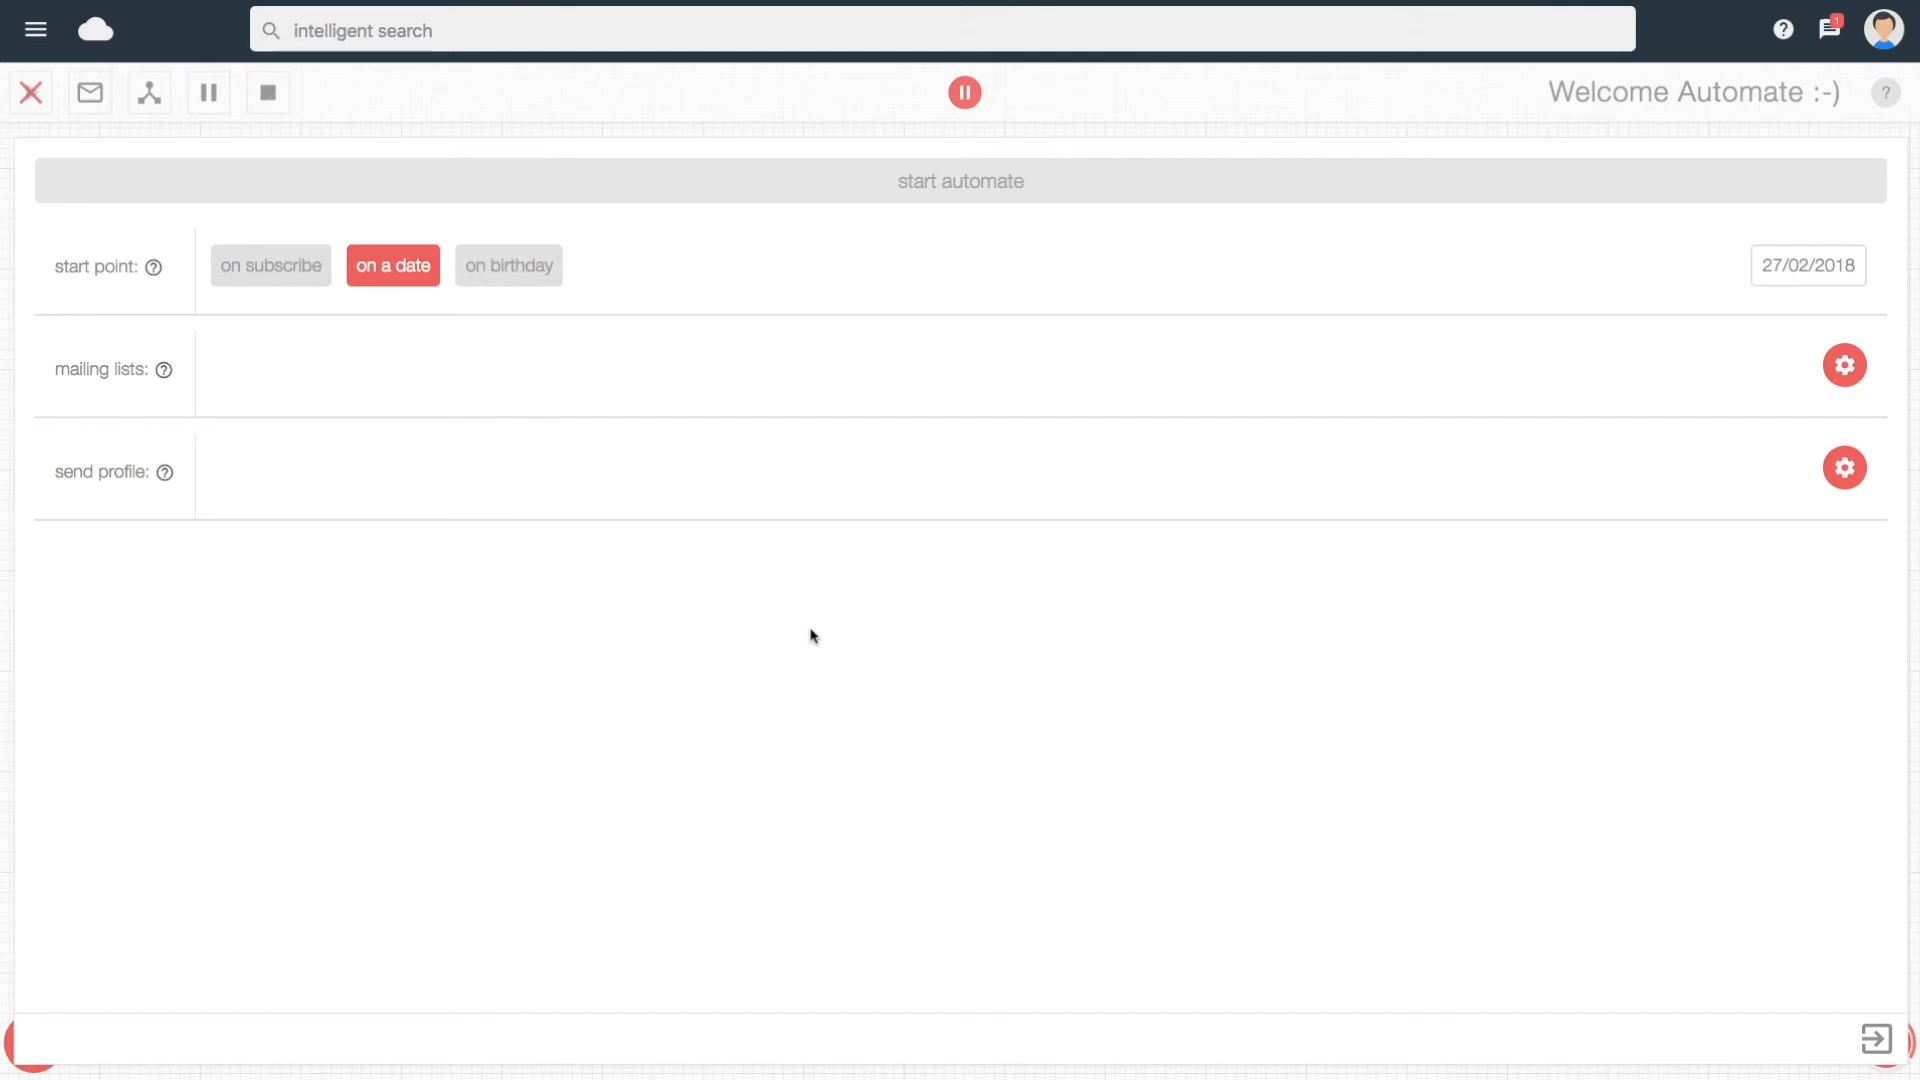 intelligent search
?
1
Welcome Automate :-)
?
start automate
start point: ?
on subscribe
on a date
on birthday
27/02/2018
mailing lists: ?
send profile: ?